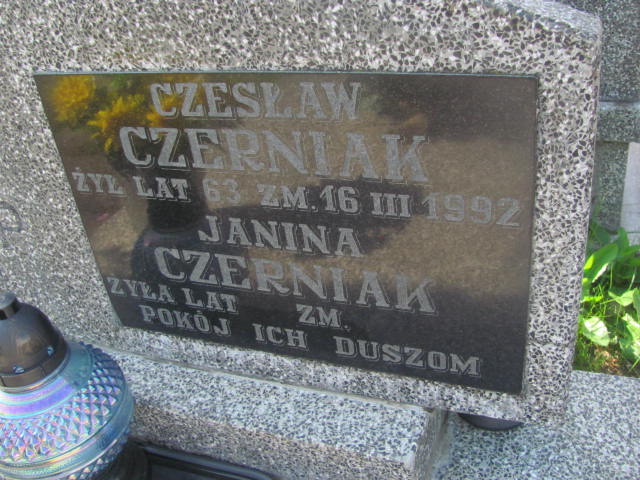 CZESŁAW
CZERNIAK
ŻYŁ LAT 63 ZM. 16 III 1992
JANINA
CZERNIAK
ŻYŁA LAT ZM.
POKÓJ ICH DUSZOM